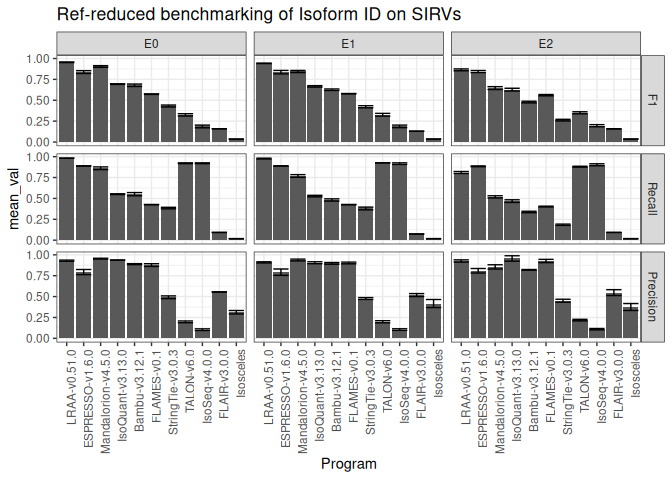 Ref-reduced benchmarking of Isoform ID on SIRVs
E0 E1 E2
1.00
0.75
0.50
0.25
0.00
F1
1.00
0.75
0.50
0.25
0.00
Recall
1.00
0.75
0.50
0.25
0.00
Precision
mean_val
LRAA-v0.51.0
ESPRESSO-v1.6.0
Mandalorion-v4.5.0
IsoQuant-v3.13.0
Bambu-v3.12.1
FLAMES-v0.1
StringTie-v3.0.3
TALON-v6.0
IsoSeq-v4.0.0
FLAIR-v3.0.0
Isosceles
LRAA-v0.51.0
ESPRESSO-v1.6.0
Mandalorion-v4.5.0
IsoQuant-v3.13.0
Bambu-v3.12.1
FLAMES-v0.1
StringTie-v3.0.3
TALON-v6.0
IsoSeq-v4.0.0
FLAIR-v3.0.0
Isosceles
LRAA-v0.51.0
ESPRESSO-v1.6.0
Mandalorion-v4.5.0
IsoQuant-v3.13.0
Bambu-v3.12.1
FLAMES-v0.1
StringTie-v3.0.3
TALON-v6.0
IsoSeq-v4.0.0
FLAIR-v3.0.0
Isosceles
Program